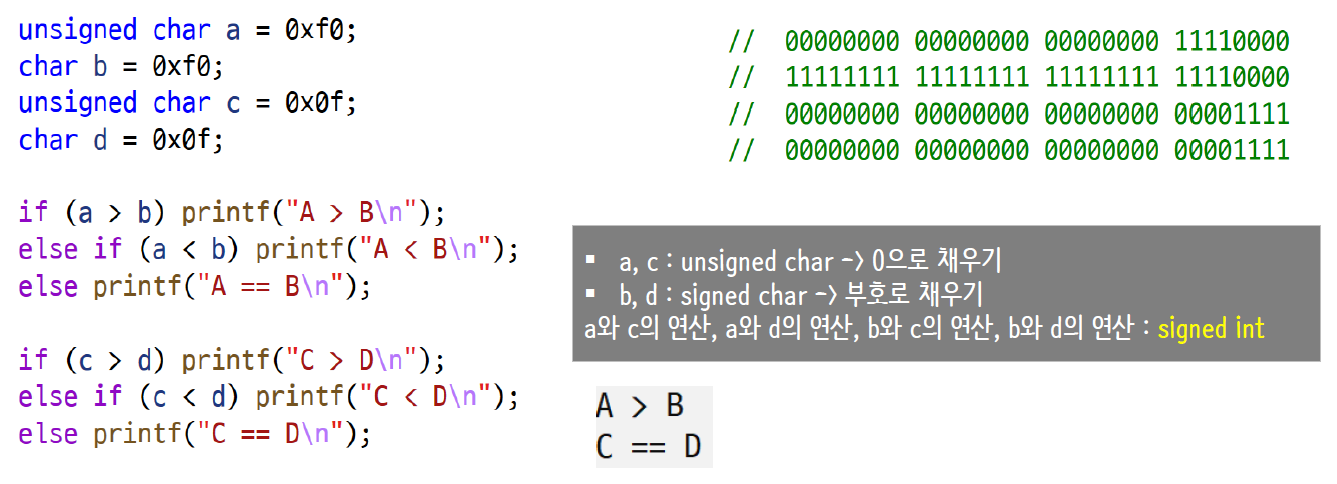 unsigned char a = 0xf0;
char b = 0xf0;
unsigned char c = 0x0f;
char d = 0x0f;
// 00000000 00000000 00000000 11110000
// 11111111 11111111 11111111 11110000
// 00000000 00000000 00000000 00001111
// 00000000 00000000 00000000 00001111
if (a > b) printf("A > B\n");
else if (a < b) printf("A < B\n");
else printf("A == B\n");
if (c > d) printf("C > D\n");
else if (c < d) printf("C < D\n");
else printf("C == D\n");
▪ a, c : unsigned char -> 0으로 채우기
▪ b, d : signed char -> 부호로 채우기
a와 c의 연산, a와 d의 연산, b와 c의 연산, b와 d의 연산 : signed int
A > B
C == D